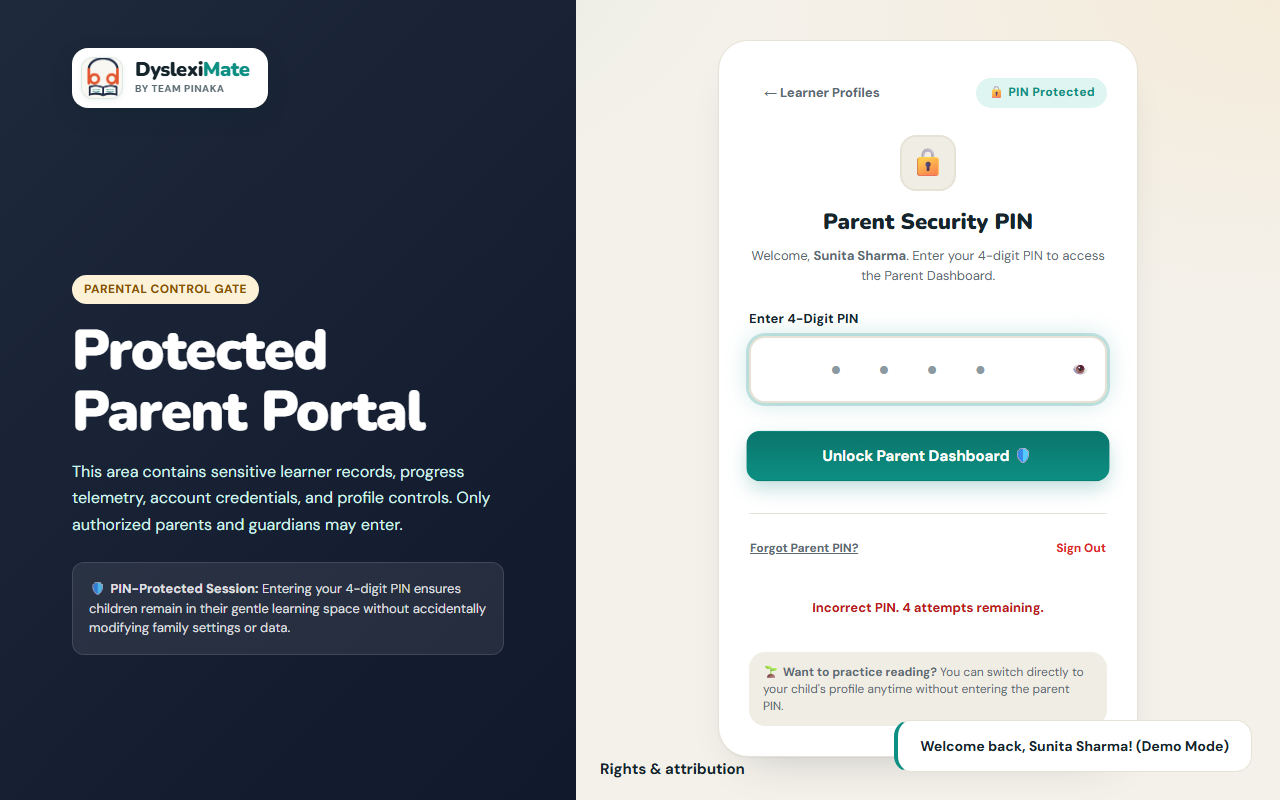 DyslexiMate
BY TEAM PINAKA
PARENTAL CONTROL GATE
Protected
Parent Portal
This area contains sensitive learner records, progress
telemetry, account credentials, and profile controls. Only
authorized parents and guardians may enter.
PIN-Protected Session: Entering your 4-digit PIN ensures
children remain in their gentle learning space without accidentally
modifying family settings or data.
← Learner Profiles
PIN Protected
Parent Security PIN
Welcome, Sunita Sharma. Enter your 4-digit PIN to access
the Parent Dashboard.
Enter 4-Digit PIN
Unlock Parent Dashboard
Forgot Parent PIN?
Sign Out
Incorrect PIN. 4 attempts remaining.
Want to practice reading? You can switch directly to
your child's profile anytime without entering the parent
PIN.
Welcome back, Sunita Sharma! (Demo Mode)
Rights & attribution